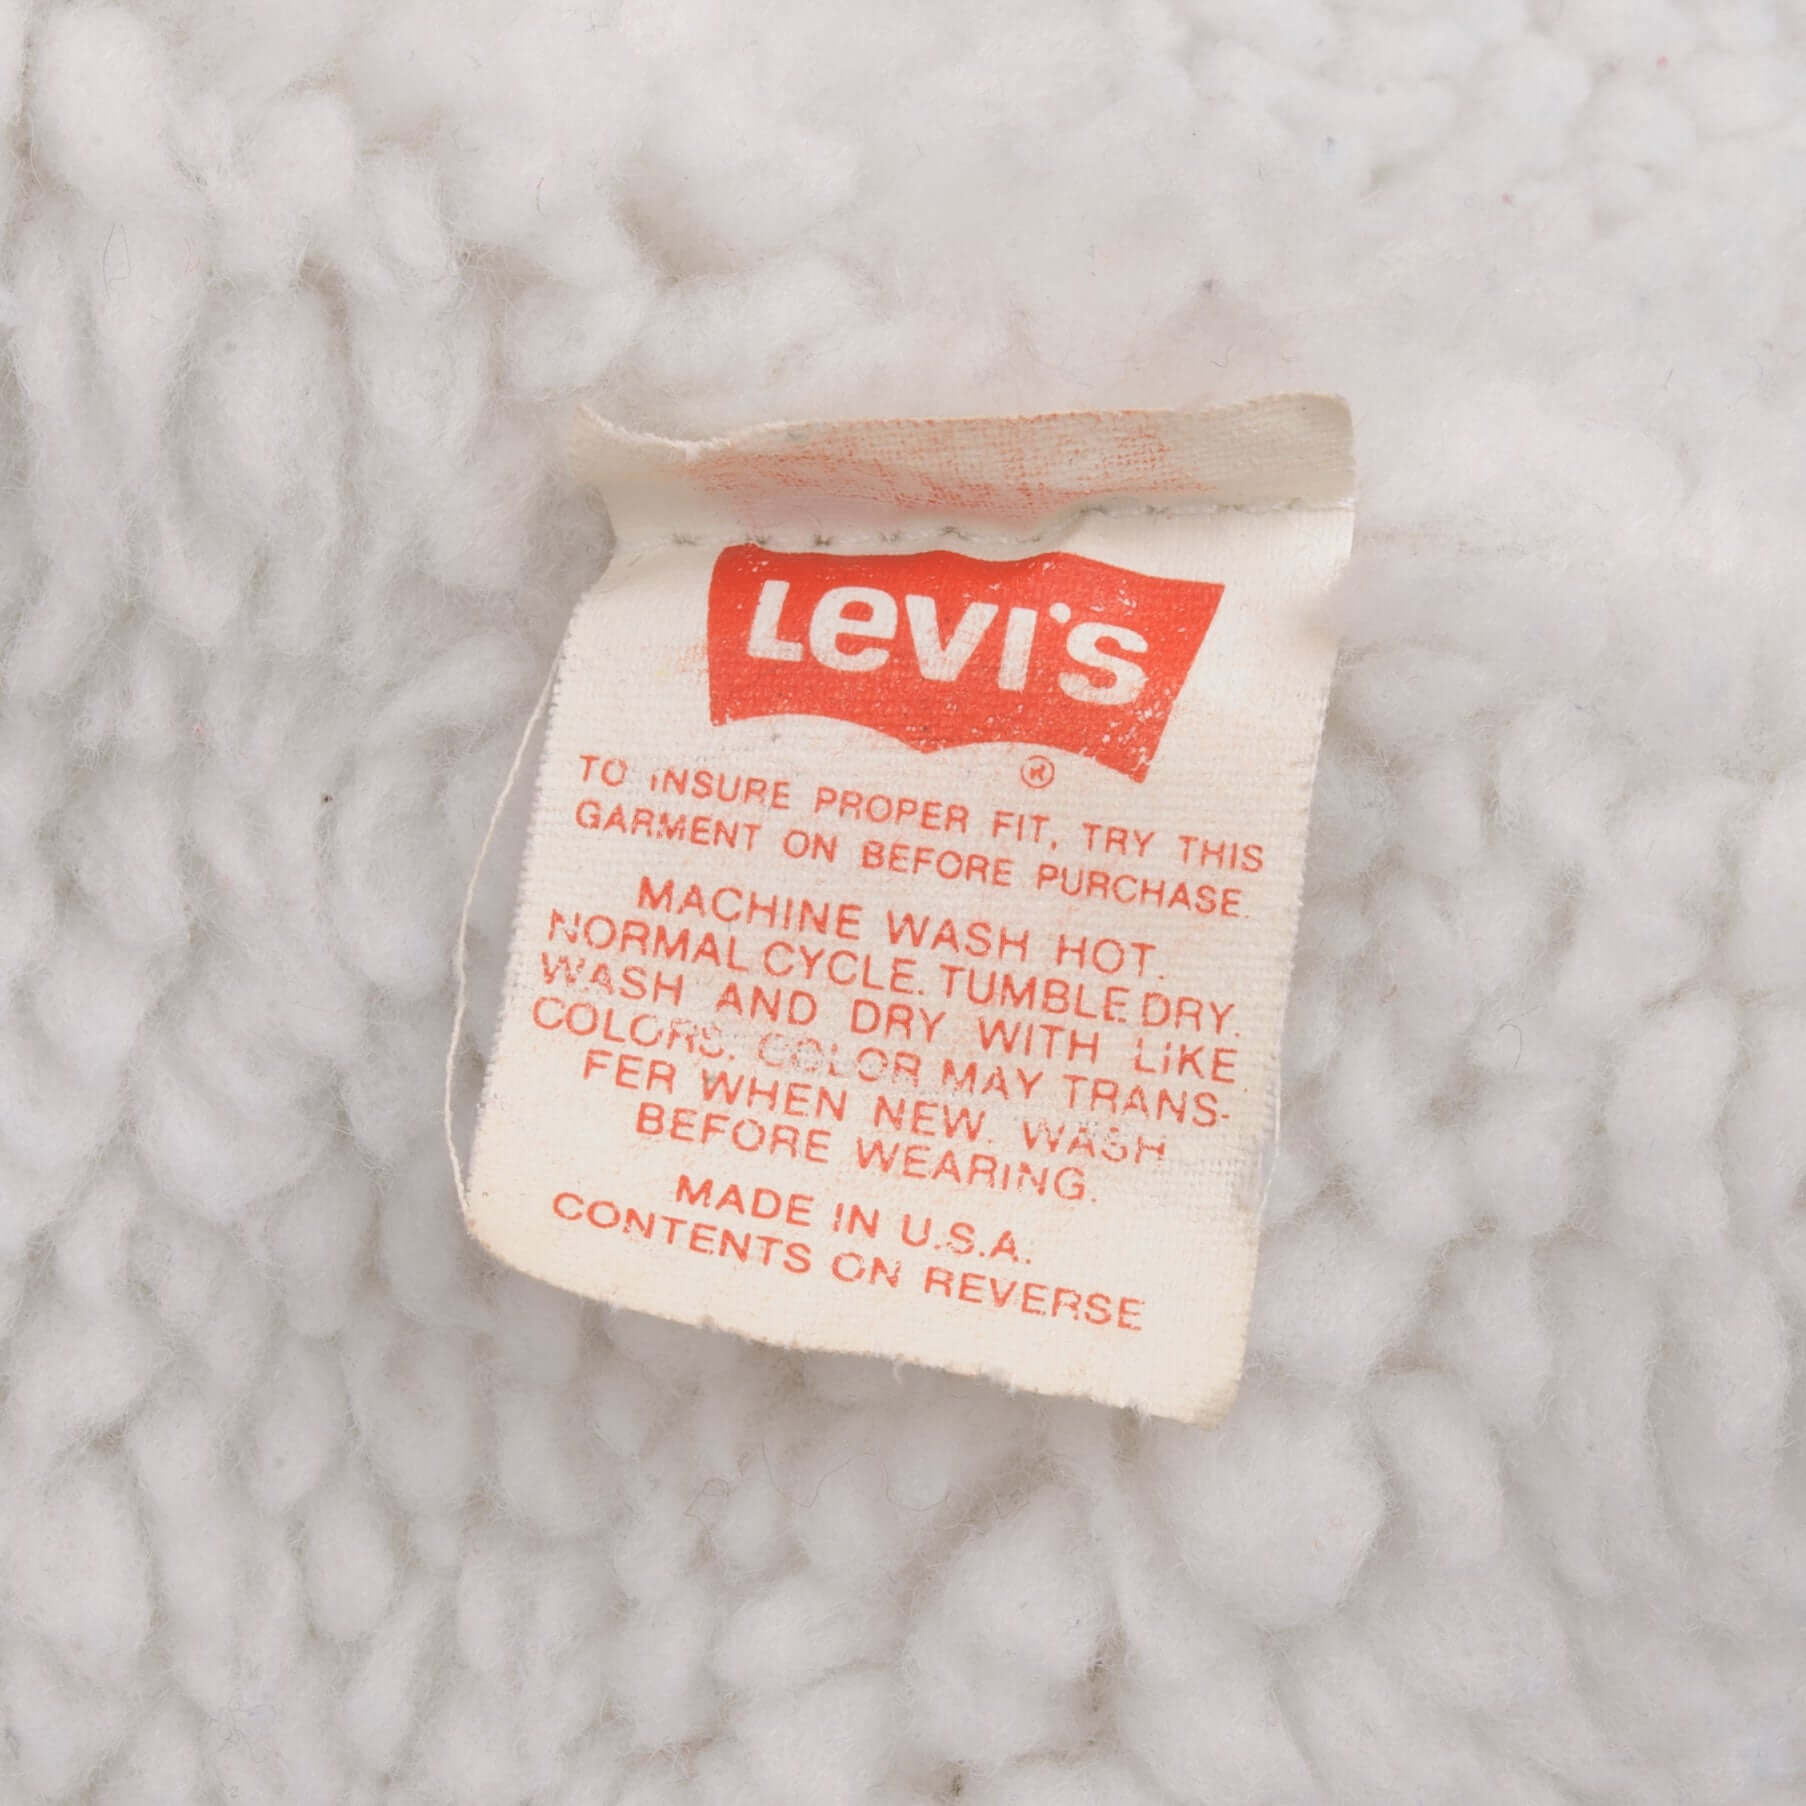 Levi's
®
TO INSURE PROPER FIT, TRY THIS
GARMENT ON BEFORE PURCHASE.
MACHINE WASH HOT.
NORMAL CYCLE. TUMBLE DRY.
WASH AND DRY WITH LIKE
COLORS. COLOR MAY TRANS-
FER WHEN NEW. WASH
BEFORE WEARING.
MADE IN U.S.A.
CONTENTS ON REVERSE